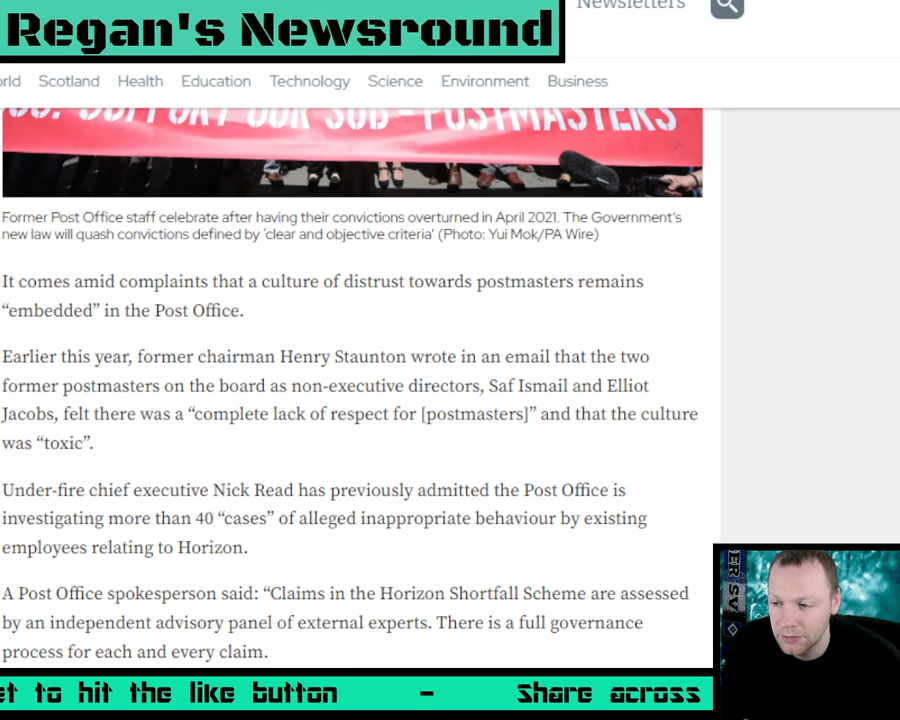 Regan's Newsround
Newsletters
rld Scotland Health Education Technology Science Environment Business
SUPPORT OUR SUB-POSTMASTERS
Former Post Office staff celebrate after having their convictions overturned in April 2021. The Government's
new law will quash convictions defined by 'clear and objective criteria' (Photo: Yui Mok/PA Wire)
It comes amid complaints that a culture of distrust towards postmasters remains
“embedded” in the Post Office.
Earlier this year, former chairman Henry Staunton wrote in an email that the two
former postmasters on the board as non-executive directors, Saf Ismail and Elliot
Jacobs, felt there was a “complete lack of respect for [postmasters]” and that the culture
was “toxic”.
Under-fire chief executive Nick Read has previously admitted the Post Office is
investigating more than 40 “cases” of alleged inappropriate behaviour by existing
employees relating to Horizon.
A Post Office spokesperson said: “Claims in the Horizon Shortfall Scheme are assessed
by an independent advisory panel of external experts. There is a full governance
process for each and every claim.
et to hit the like button - Share across